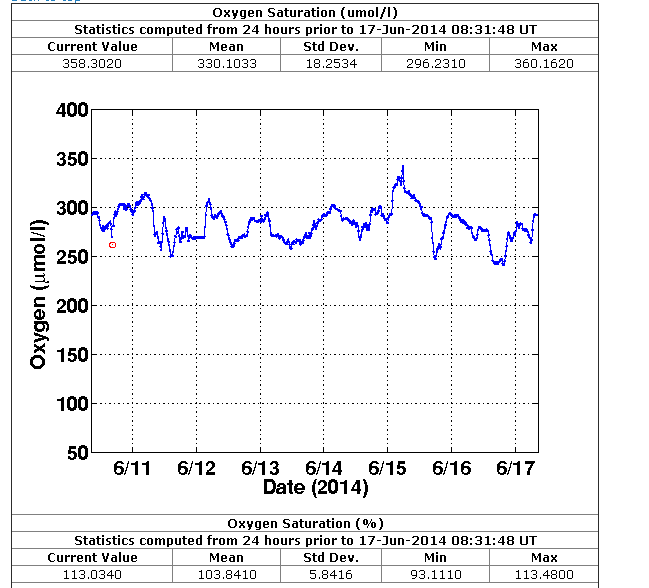 Oxygen Saturation (umol/l)
Statistics computed from 24 hours prior to 17-Jun-2014 08:31:48 UT
Current Value Mean Std Dev. Min Max
358.3020 330.1033 18.2534 296.2310 360.1620
400
350
300
250
200
150
100
50
Oxygen (μmol/l)
6/11 6/12 6/13 6/14 6/15 6/16 6/17
Date (2014)
Oxygen Saturation (%)
Statistics computed from 24 hours prior to 17-Jun-2014 08:31:48 UT
Current Value Mean Std Dev. Min Max
113.0340 103.8410 5.8416 93.1110 113.4800